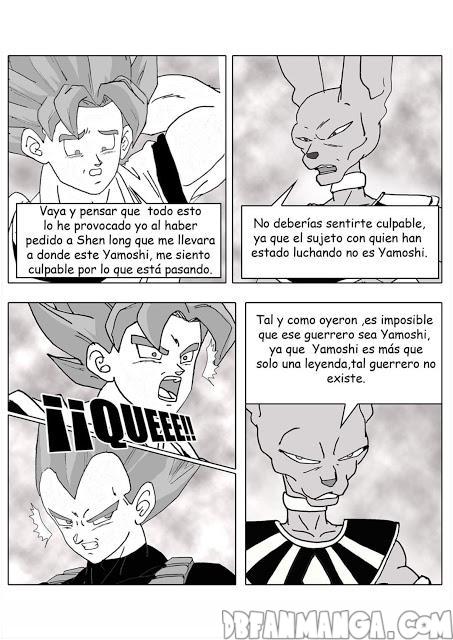 Vaya y pensar que todo esto
lo he provocado yo al haber
pedido a Shen long que me llevara
a donde este Yamoshi, me siento
culpable por lo que está pasando.
No deberías sentirte culpable,
ya que el sujeto con quien han
estado luchando no es Yamoshi.
¡¡QUEEE!!
Tal y como oyeron ,es imposible
que ese guerrero sea Yamoshi,
ya que Yamoshi es más que
solo una leyenda,tal guerrero no
existe.
DBFANMANGA.COM